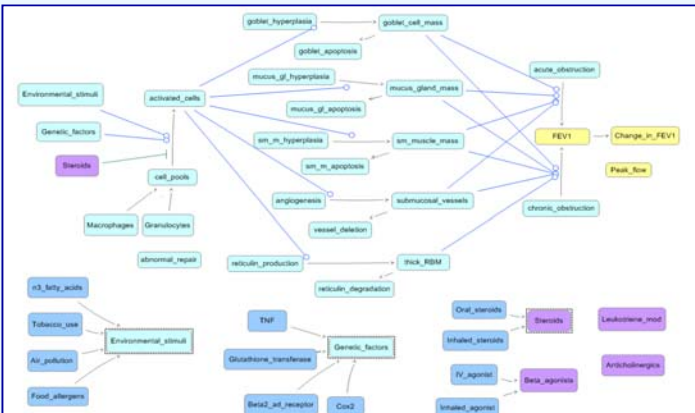 goblet_hyperplasia
goblet_cell_mass
goblet_apoptosis
acute_obstruction
mucus_gl_hyperplasia
Environmental_stimuli
activated_cells
mucus_gland_mass
mucus_gl_apoptosis
Genetic_factors
sm_m_hyperplasia
sm_muscle_mass
FEV1
Change_in_FEV1
Steroids
sm_m_apoptosis
Peak_flow
cell_pools
angiogenesis
submucosal_vessels
chronic_obstruction
Macrophages
Granulocytes
vessel_deletion
abnormal_repair
reticulin_production
thick_RBM
reticulin_degradation
n3_fatty_acids
Tobacco_use
Environmental_stimuli
Air_pollution
Food_allergens
TNF
Glutathione_transferase
Genetic_factors
Beta2_ad_receptor
Cox2
Oral_steroids
Steroids
Leukotriene_mod
Inhaled_steroids
Anticholinergics
IV_agonist
Beta_agonists
Inhaled_agonist